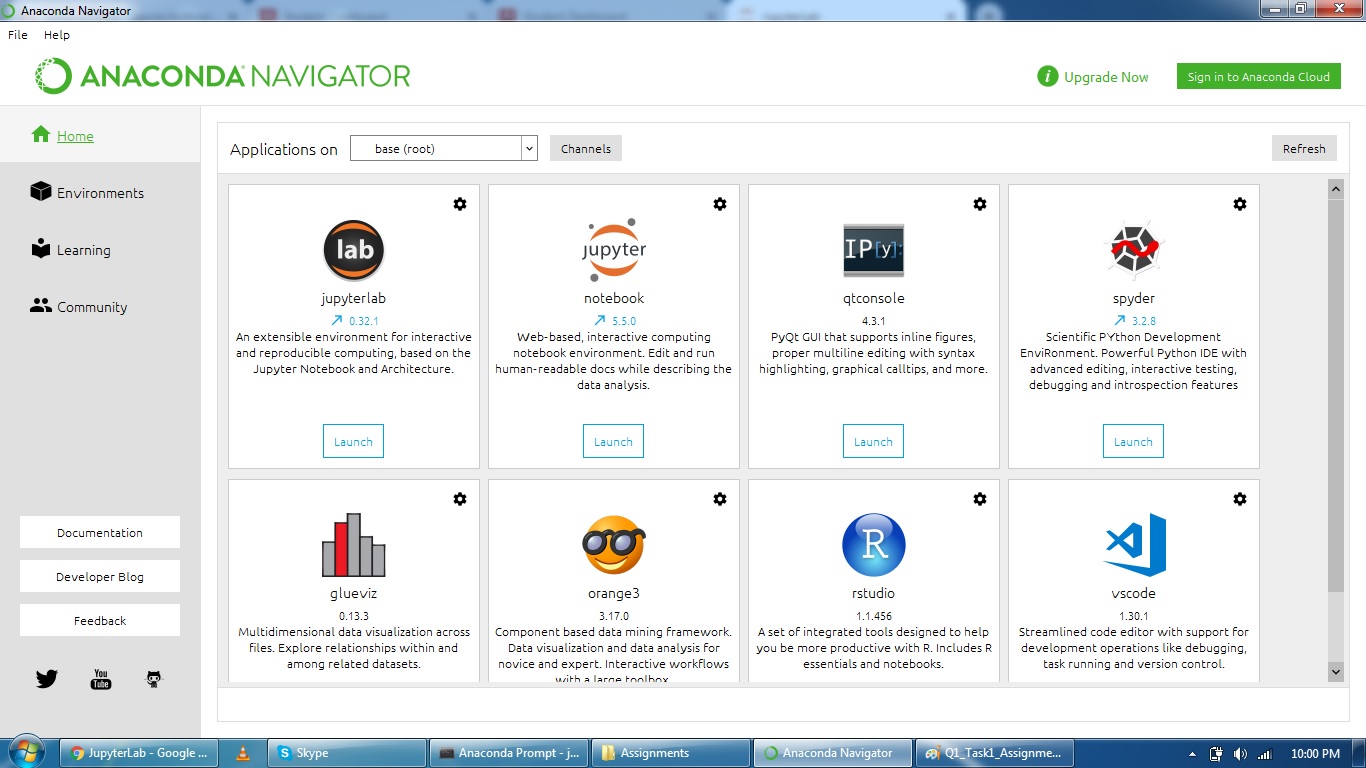 Anaconda Navigator
File Help
ANACONDA NAVIGATOR
i Upgrade Now
Sign in to Anaconda Cloud
Home
Environments
Learning
Community
Documentation
Developer Blog
Feedback
You
Tube
Applications on base (root) Channels Refresh
lab
jupyterlab
0.32.1
An extensible environment for interactive
and reproducible computing, based on the
Jupyter Notebook and Architecture.
Launch
jupyter
notebook
5.5.0
Web-based, interactive computing
notebook environment. Edit and run
human-readable docs while describing the
data analysis.
Launch
IP[y]:
qtconsole
4.3.1
PyQt GUI that supports inline figures,
proper multiline editing with syntax
highlighting, graphical calltips, and more.
Launch
spyder
3.2.8
Scientific PYthon Development
EnviRonment. Powerful Python IDE with
advanced editing, interactive testing,
debugging and introspection features
Launch
glueviz
0.13.3
Multidimensional data visualization across
files. Explore relationships within and
among related datasets.
orange3
3.17.0
Component based data mining framework.
Data visualization and data analysis for
novice and expert. Interactive workflows
with a large toolbox.
R
rstudio
1.1.456
A set of integrated tools designed to help
you be more productive with R. Includes R
essentials and notebooks.
vscode
1.30.1
Streamlined code editor with support for
development operations like debugging,
task running and version control.
JupyterLab - Google ...
Skype
Anaconda Prompt - j...
Assignments
Anaconda Navigator
Q1_Task1_Assignme...
10:00 PM